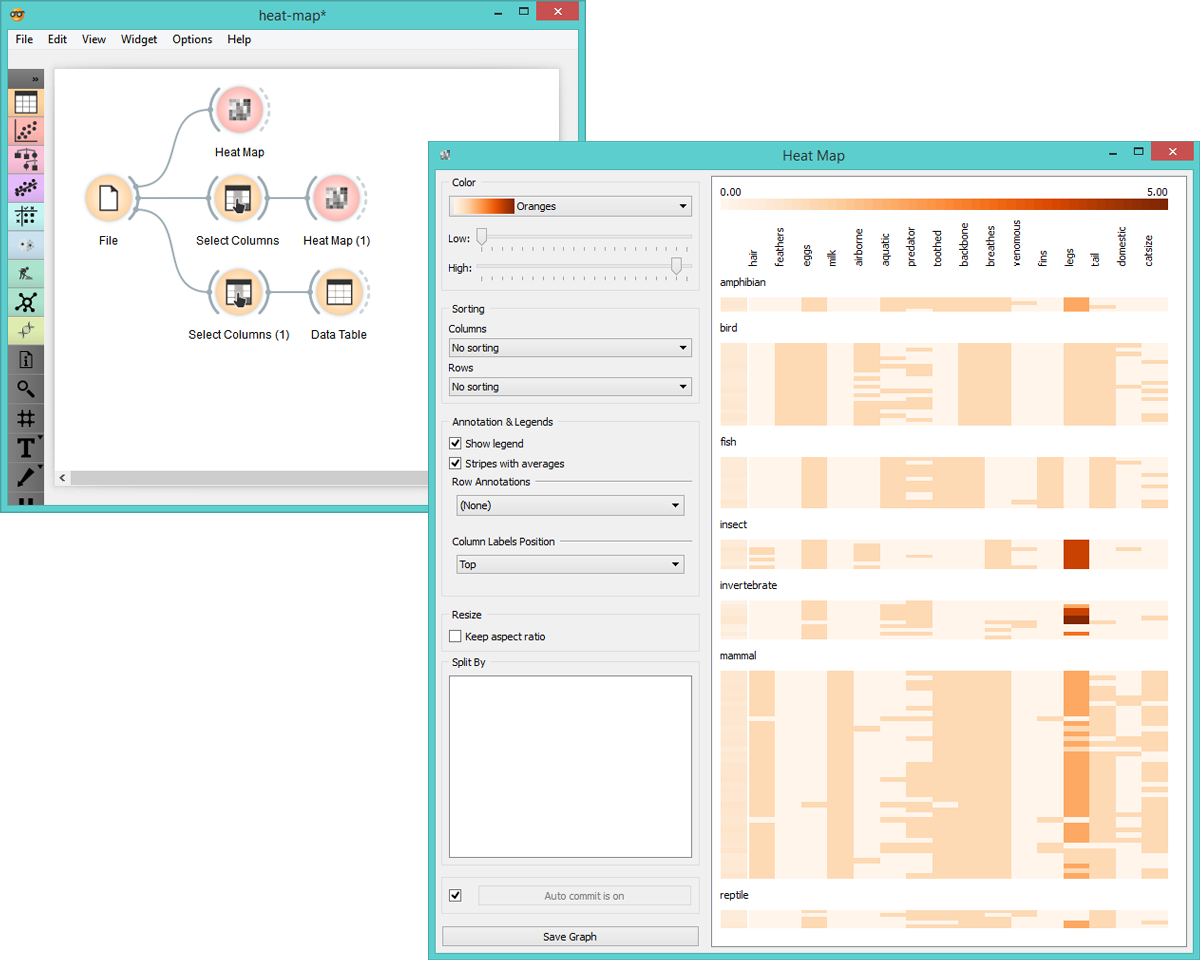 heat-map*
File Edit View Widget Options Help
»
Heat Map
File
Select Columns
Heat Map (1)
Select Columns (1)
Data Table
T
Heat Map
Color
Oranges
Low:
High:
Sorting
Columns
No sorting
Rows
No sorting
Annotation & Legends
Show legend
Stripes with averages
Row Annotations
(None)
Column Labels Position
Top
Resize
Keep aspect ratio
Split By
Auto commit is on
Save Graph
0.00 5.00
hair
feathers
eggs
milk
airborne
aquatic
predator
toothed
backbone
breathes
venomous
fins
legs
tail
domestic
catsize
amphibian
bird
fish
insect
invertebrate
mammal
reptile